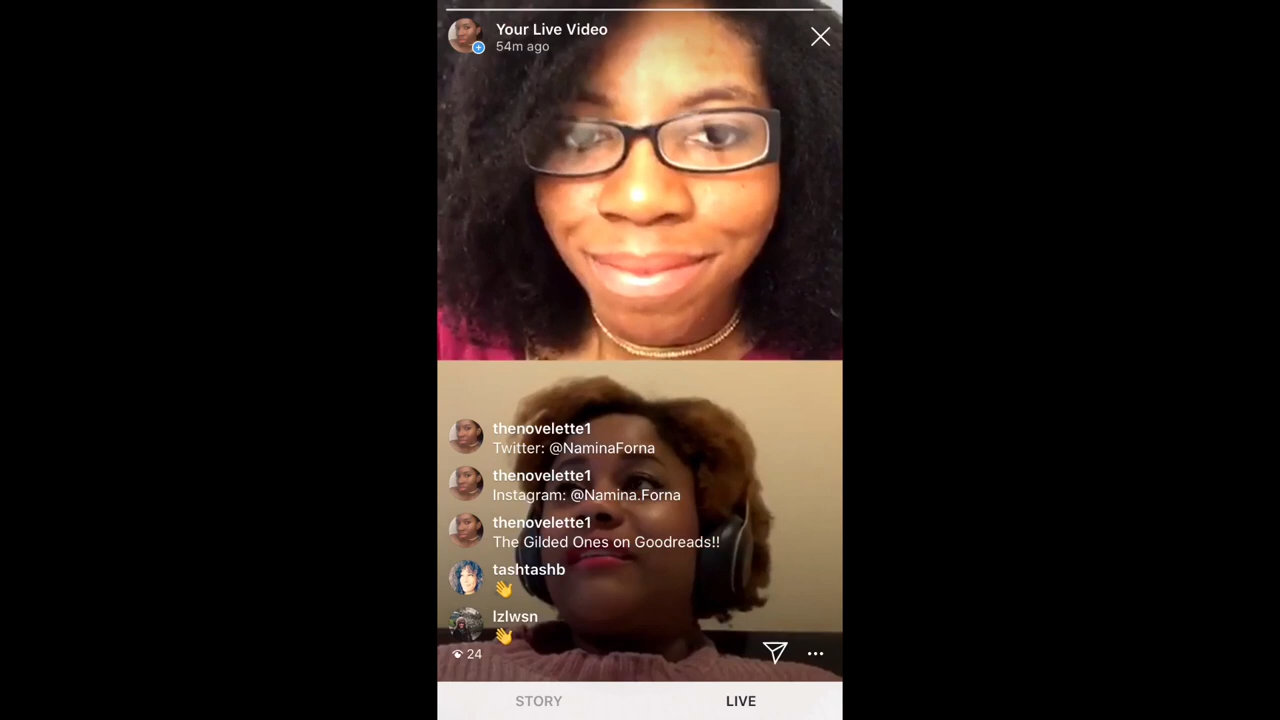 Your Live Video
54m ago
thenovelette1
Twitter: @NaminaForna
thenovelette1
Instagram: @Namina.Forna
thenovelette1
The Gilded Ones on Goodreads!!
tashtashb
👋
lzlwsn
👋
24
STORY
LIVE